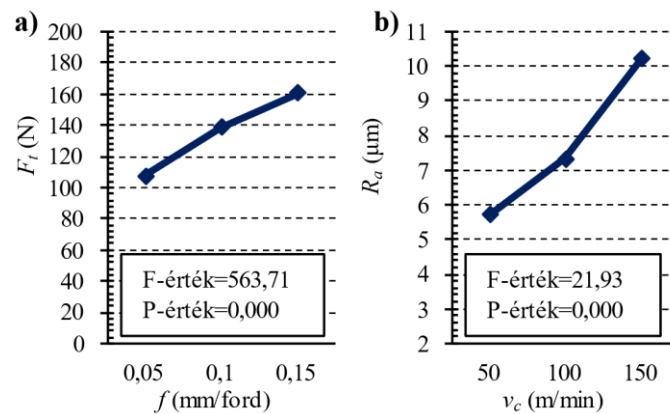 a)
200
180
160
140
120
100
80
60
40
20
0
F_t (N)
F-érték=563,71
P-érték=0,000
0,05 0,1 0,15
f (mm/ford)
b)
11
10
9
8
7
6
5
4
3
2
R_a (µm)
F-érték=21,93
P-érték=0,000
50 100 150
v_c (m/min)